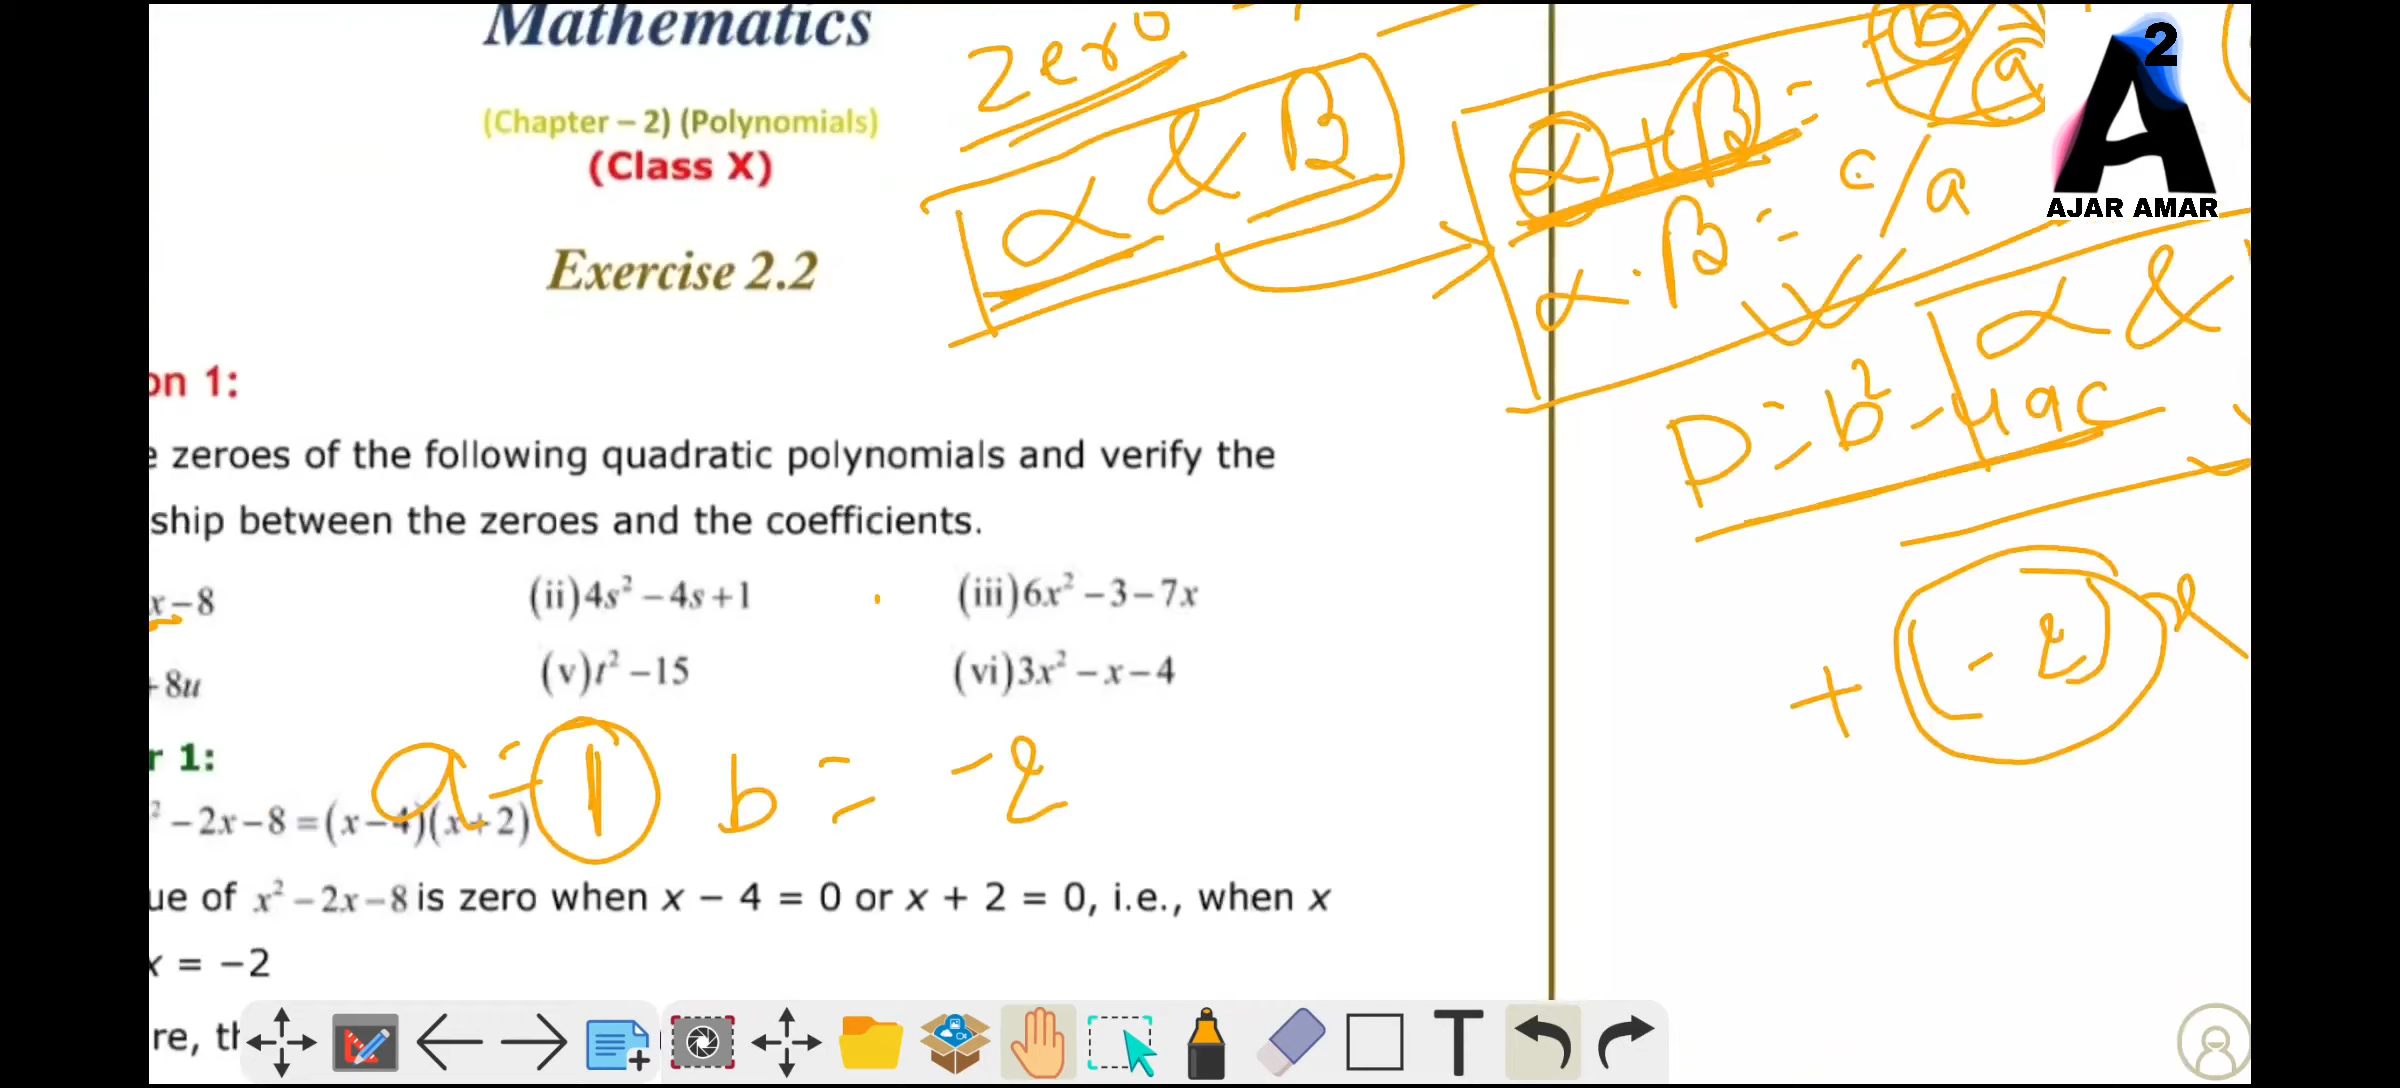 Mathematics
(Chapter – 2) (Polynomials)
(Class X)
Exercise 2.2
zero
α & β
α + β = b/a
α · β = c/a
α &
D = b² - 4ac
+ (-2)x
2
AJAR AMAR
on 1:
e zeroes of the following quadratic polynomials and verify the
ship between the zeroes and the coefficients.
x–8 (ii) 4s² – 4s + 1 (iii) 6x² – 3 – 7x
+ 8u (v) t² – 15 (vi) 3x² – x – 4
r 1:
a = 1 b = -2
² – 2x – 8 = (x – 4)(x + 2)
ue of x² – 2x – 8 is zero when x − 4 = 0 or x + 2 = 0, i.e., when x
x = −2
re, th
T